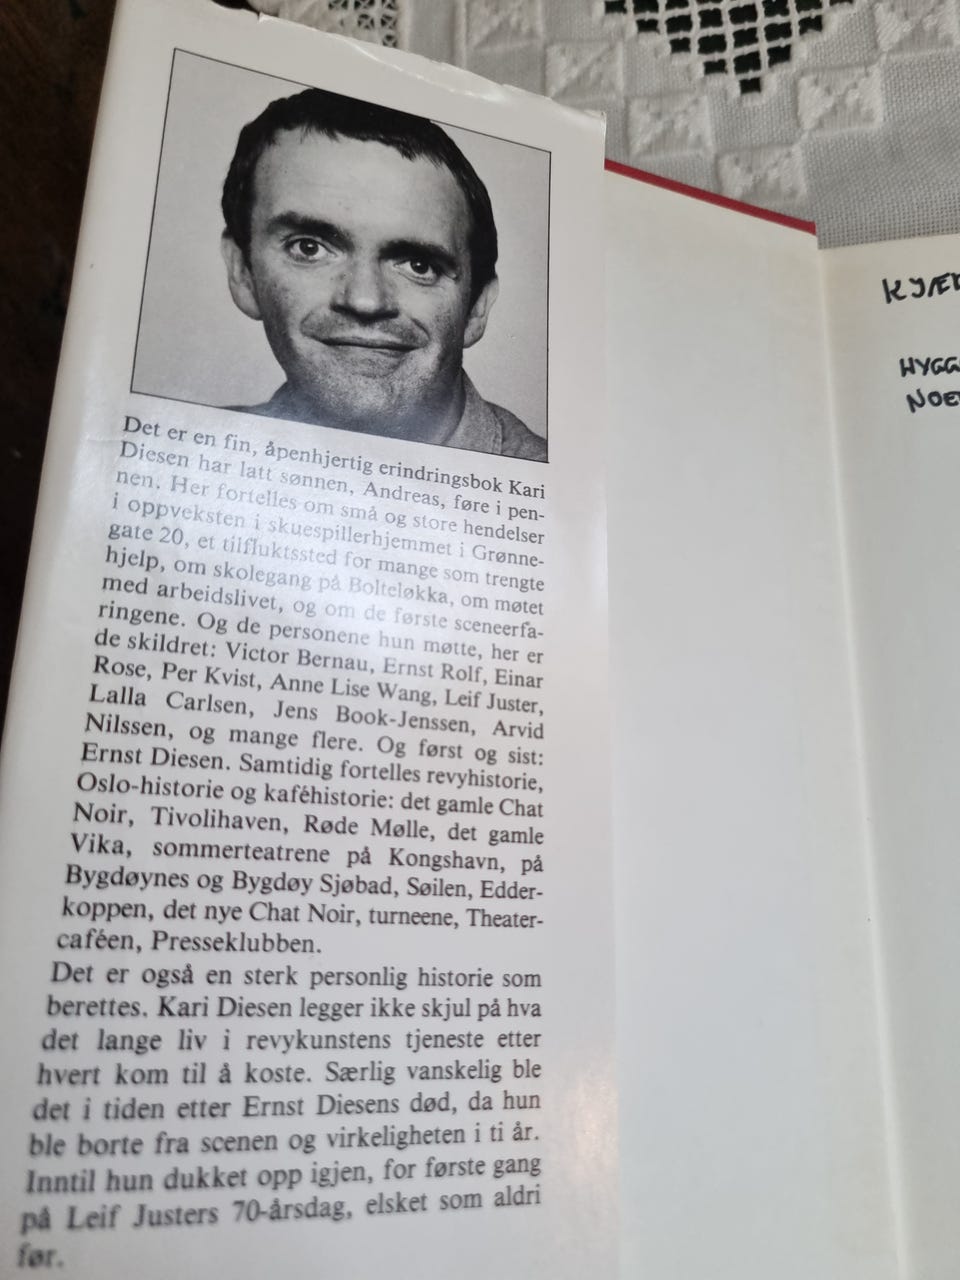 Det er en fin, åpenhjertig erindringsbok Kari
Diesen har latt sønnen, Andreas, føre i pen-
nen. Her fortelles om små og store hendelser
i oppveksten i skuespillerhjemmet i Grønne-
gate 20, et tilfluktssted for mange som trengte
hjelp, om skolegang på Bolteløkka, om møtet
med arbeidslivet, og om de første sceneerfa-
ringene. Og de personene hun møtte, her er
de skildret: Victor Bernau, Ernst Rolf, Einar
Rose, Per Kvist, Anne Lise Wang, Leif Juster,
Lalla Carlsen, Jens Book-Jenssen, Arvid
Nilssen, og mange flere. Og først og sist:
Ernst Diesen. Samtidig fortelles revyhistorie,
Oslo-historie og kaféhistorie: det gamle Chat
Noir, Tivolihaven, Røde Mølle, det gamle
Vika, sommerteatrene på Kongshavn, på
Bygdøynes og Bygdøy Sjøbad, Søilen, Edder-
koppen, det nye Chat Noir, turneene, Theater-
caféen, Presseklubben.
Det er også en sterk personlig historie som
berettes. Kari Diesen legger ikke skjul på hva
det lange liv i revykunstens tjeneste etter
hvert kom til å koste. Særlig vanskelig ble
det i tiden etter Ernst Diesens død, da hun
ble borte fra scenen og virkeligheten i ti år.
Inntil hun dukket opp igjen, for første gang
på Leif Justers 70-årsdag, elsket som aldri
før.